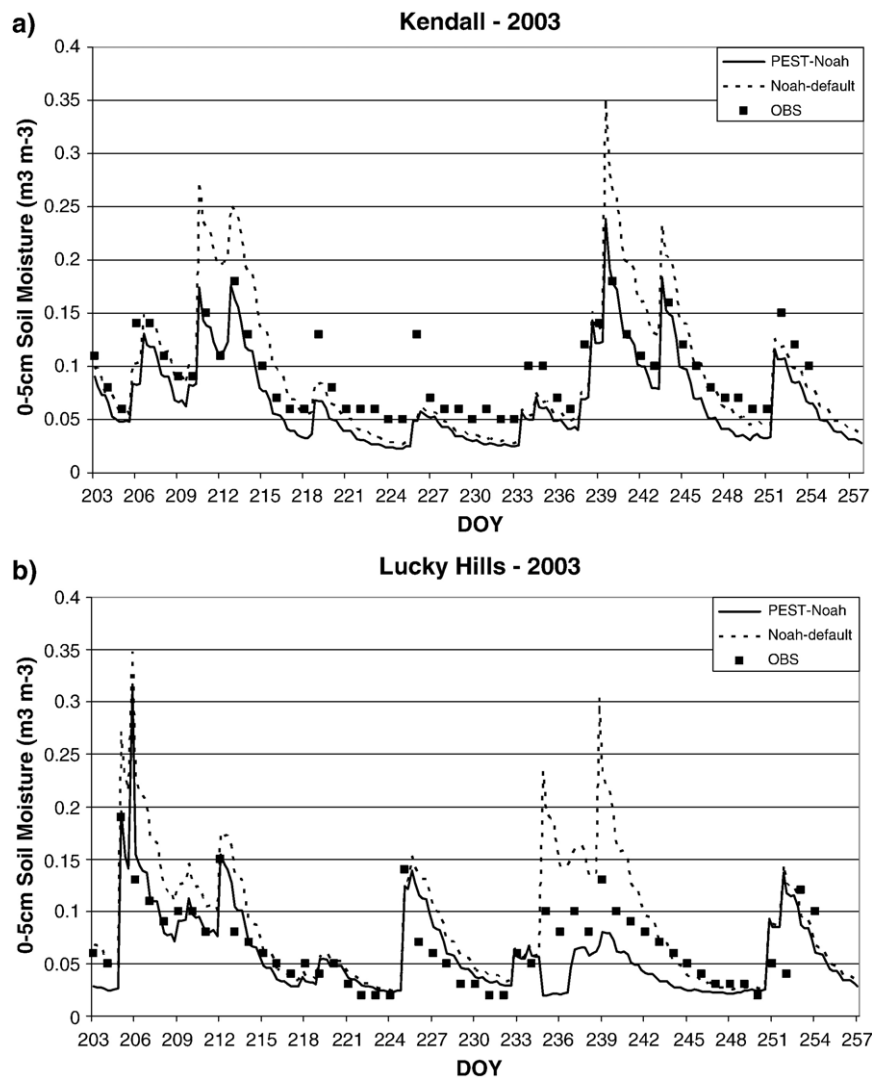 a)
Kendall - 2003
0.4
0.35
0.3
0.25
0.2
0.15
0.1
0.05
0
0-5cm Soil Moisture (m3 m-3)
PEST-Noah
Noah-default
OBS
203 206 209 212 215 218 221 224 227 230 233 236 239 242 245 248 251 254 257
DOY
b)
Lucky Hills - 2003
0.4
0.35
0.3
0.25
0.2
0.15
0.1
0.05
0
0-5cm Soil Moisture (m3 m-3)
PEST-Noah
Noah-default
OBS
203 206 209 212 215 218 221 224 227 230 233 236 239 242 245 248 251 254 257
DOY